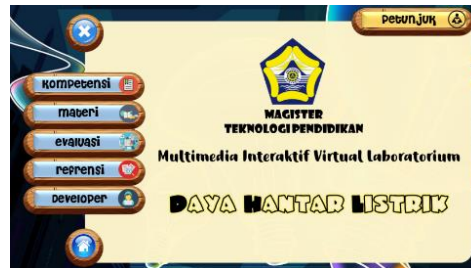 Petunjuk
Kompetensi
materi
evaluasi
refrensi
Developer
MAGISTER
TEKNOLOGI PENDIDIKAN
Multimedia Interaktif Virtual Laboratorium
DAYA HANTAR LISTRIK